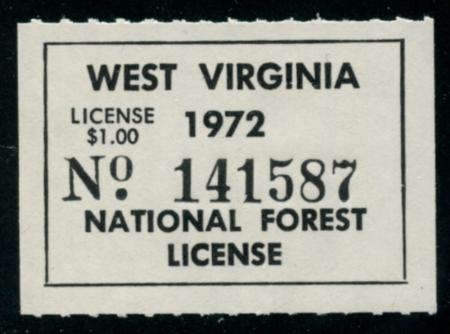 WEST VIRGINIA
LICENSE
$1.00
1972
Nº 141587
NATIONAL FOREST
LICENSE